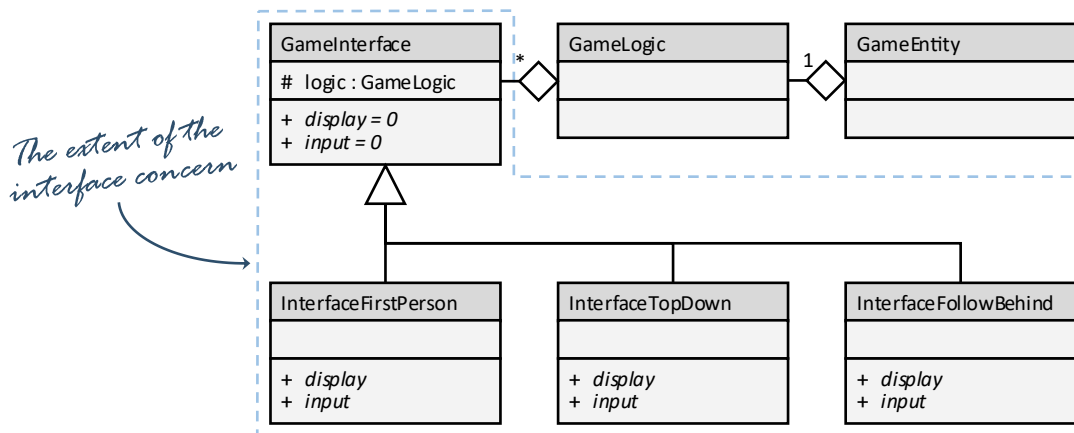 GameInterface
# logic : GameLogic
+ display = 0
+ input = 0
*
GameLogic
1
GameEntity
The extent of the
interface concern
InterfaceFirstPerson
+ display
+ input
InterfaceTopDown
+ display
+ input
InterfaceFollowBehind
+ display
+ input